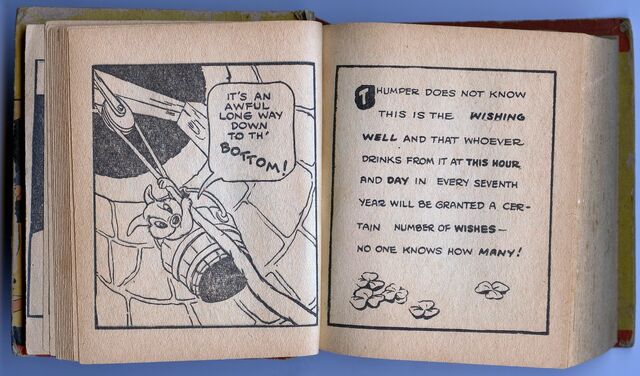 IT'S AN
AWFUL
LONG WAY
DOWN
TO TH'
BOTTOM!
THUMPER DOES NOT KNOW
THIS IS THE WISHING
WELL AND THAT WHOEVER
DRINKS FROM IT AT THIS HOUR
AND DAY IN EVERY SEVENTH
YEAR WILL BE GRANTED A CER-
TAIN NUMBER OF WISHES—
NO ONE KNOWS HOW MANY!